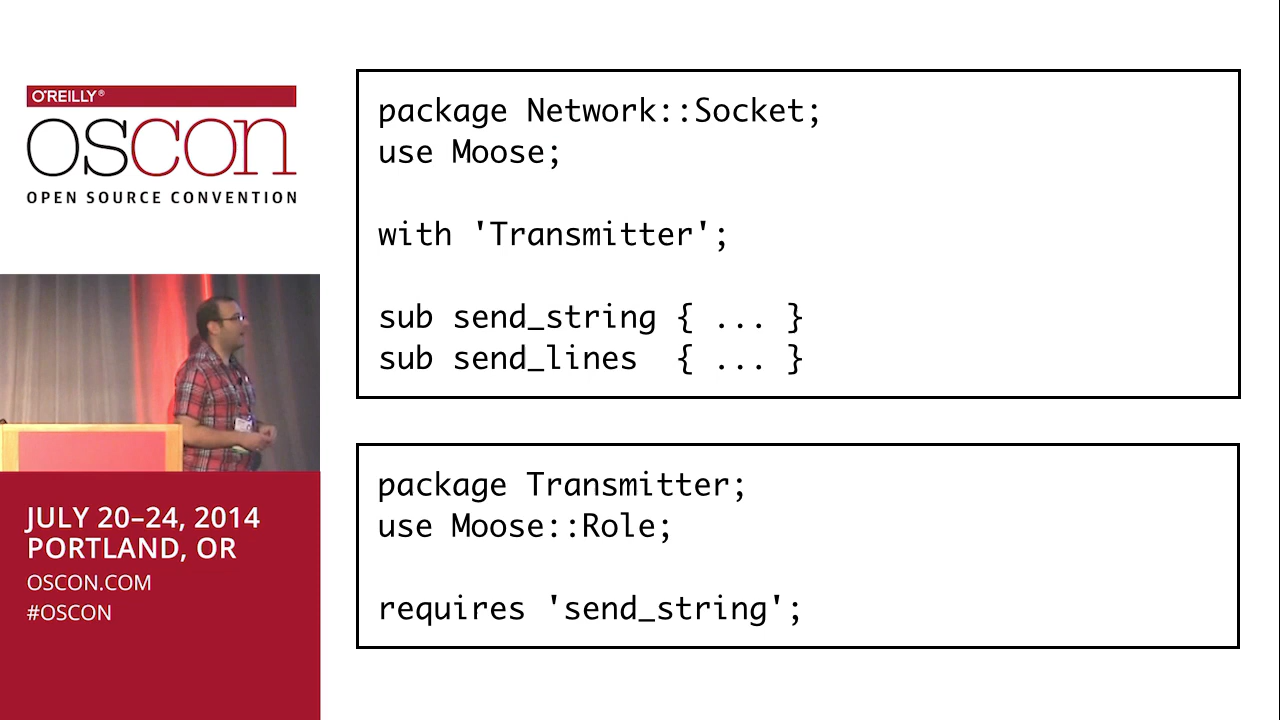 O'REILLY®
OSCON
OPEN SOURCE CONVENTION
JULY 20–24, 2014
PORTLAND, OR
OSCON.COM
#OSCON
package Network::Socket;
use Moose;
with 'Transmitter';
sub send_string { ... }
sub send_lines  { ... }
package Transmitter;
use Moose::Role;
requires 'send_string';